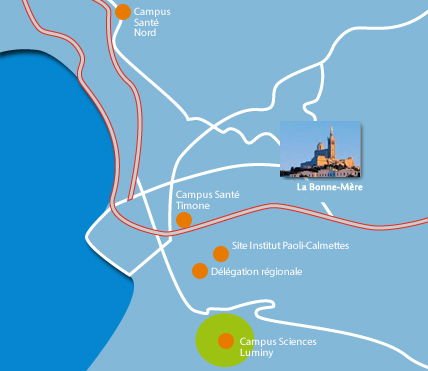 Campus
Santé
Nord
La Bonne-Mère
Campus Santé
Timone
Site Institut Paoli-Calmettes
Délégation régionale
Campus Sciences
Luminy